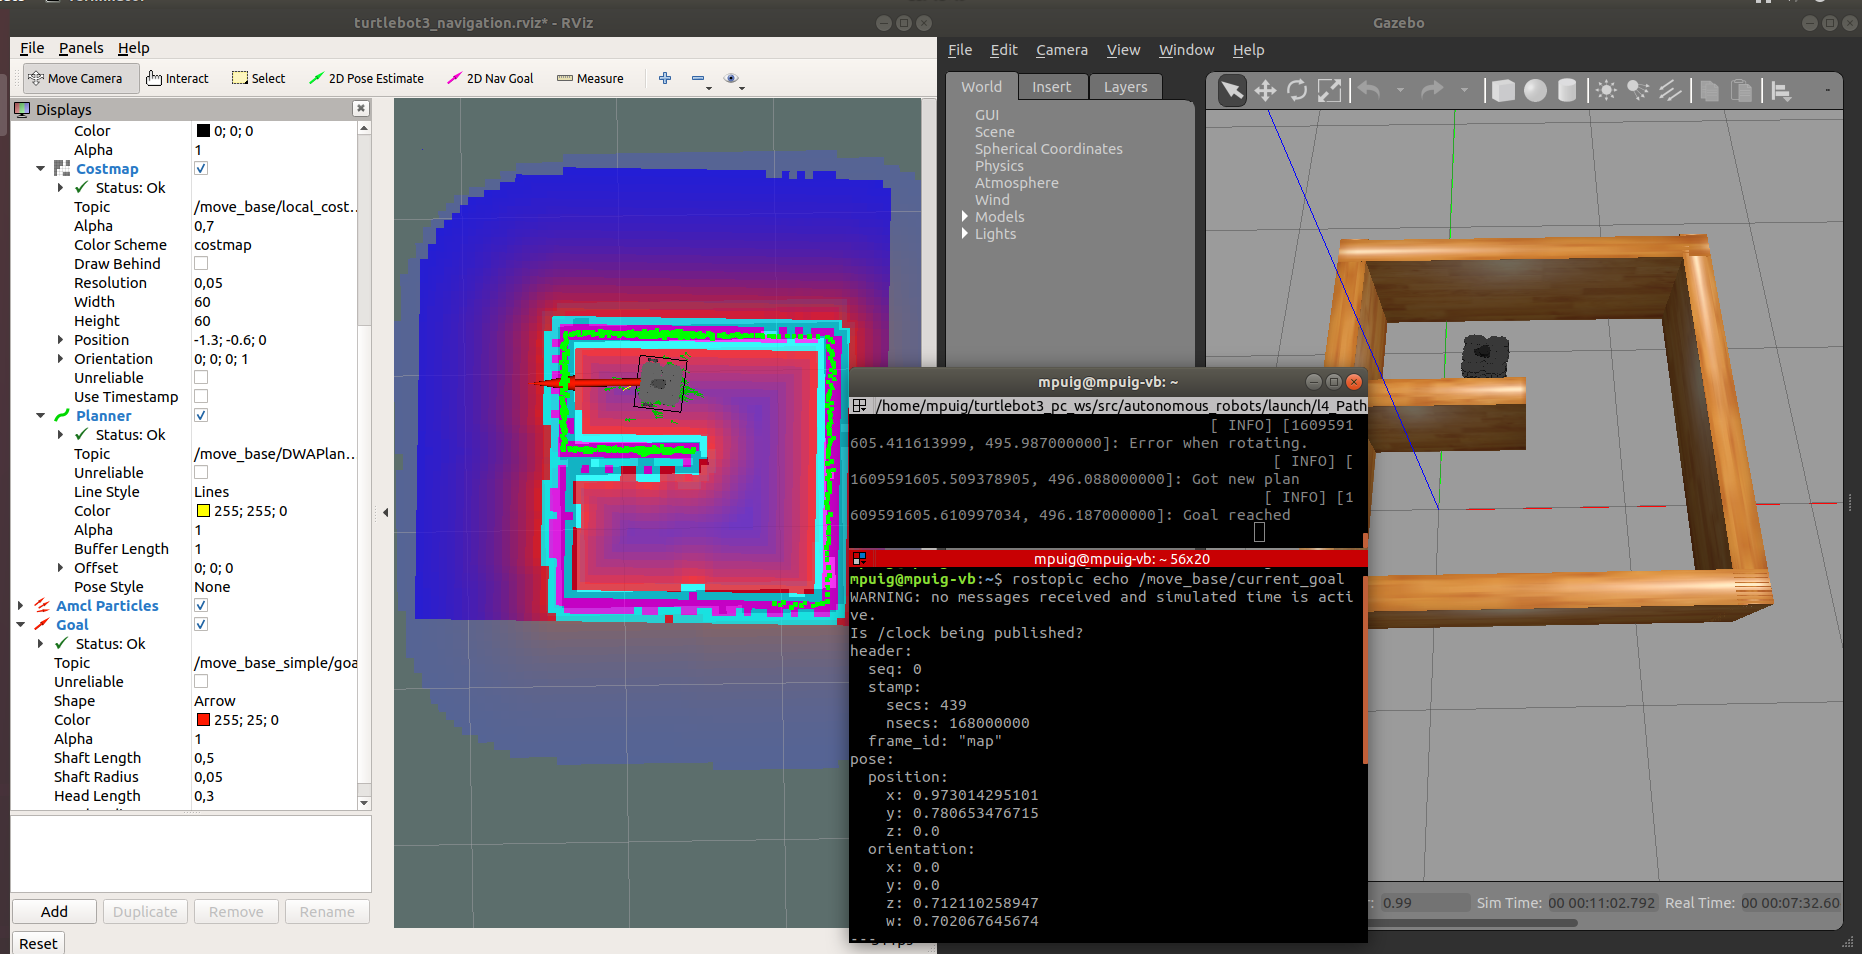 turtlebot3_navigation.rviz* - RViz
File Panels Help
Move Camera Interact Select 2D Pose Estimate 2D Nav Goal Measure
Displays
Color 0; 0; 0
Alpha 1
Costmap
Status: Ok
Topic /move_base/local_cost...
Alpha 0,7
Color Scheme costmap
Draw Behind
Resolution 0,05
Width 60
Height 60
Position -1.3; -0.6; 0
Orientation 0; 0; 0; 1
Unreliable
Use Timestamp
Planner
Status: Ok
Topic /move_base/DWAPlan...
Unreliable
Line Style Lines
Color 255; 255; 0
Alpha 1
Buffer Length 1
Offset 0; 0; 0
Pose Style None
Amcl Particles
Goal
Status: Ok
Topic /move_base_simple/goa
Unreliable
Shape Arrow
Color 255; 25; 0
Alpha 1
Shaft Length 0,5
Shaft Radius 0,05
Head Length 0,3
Add Duplicate Remove Rename
Reset
Gazebo
File Edit Camera View Window Help
World Insert Layers
GUI
Scene
Spherical Coordinates
Physics
Atmosphere
Wind
Models
Lights
mpuig@mpuig-vb: ~
/home/mpuig/turtlebot3_pc_ws/src/autonomous_robots/launch/l4_Path
[ INFO] [1609591
605.411613999, 495.987000000]: Error when rotating.
[ INFO] [
1609591605.509378905, 496.088000000]: Got new plan
[ INFO] [1
609591605.610997034, 496.187000000]: Goal reached
mpuig@mpuig-vb: ~ 56x20
mpuig@mpuig-vb:~$ rostopic echo /move_base/current_goal
WARNING: no messages received and simulated time is acti
ve.
Is /clock being published?
header:
seq: 0
stamp:
secs: 439
nsecs: 168000000
frame_id: "map"
pose:
position:
x: 0.973014295101
y: 0.780653476715
z: 0.0
orientation:
x: 0.0
y: 0.0
z: 0.712110258947
w: 0.702067645674
---
0.99 Sim Time: 00 00:11:02.792 Real Time: 00 00:07:32.60